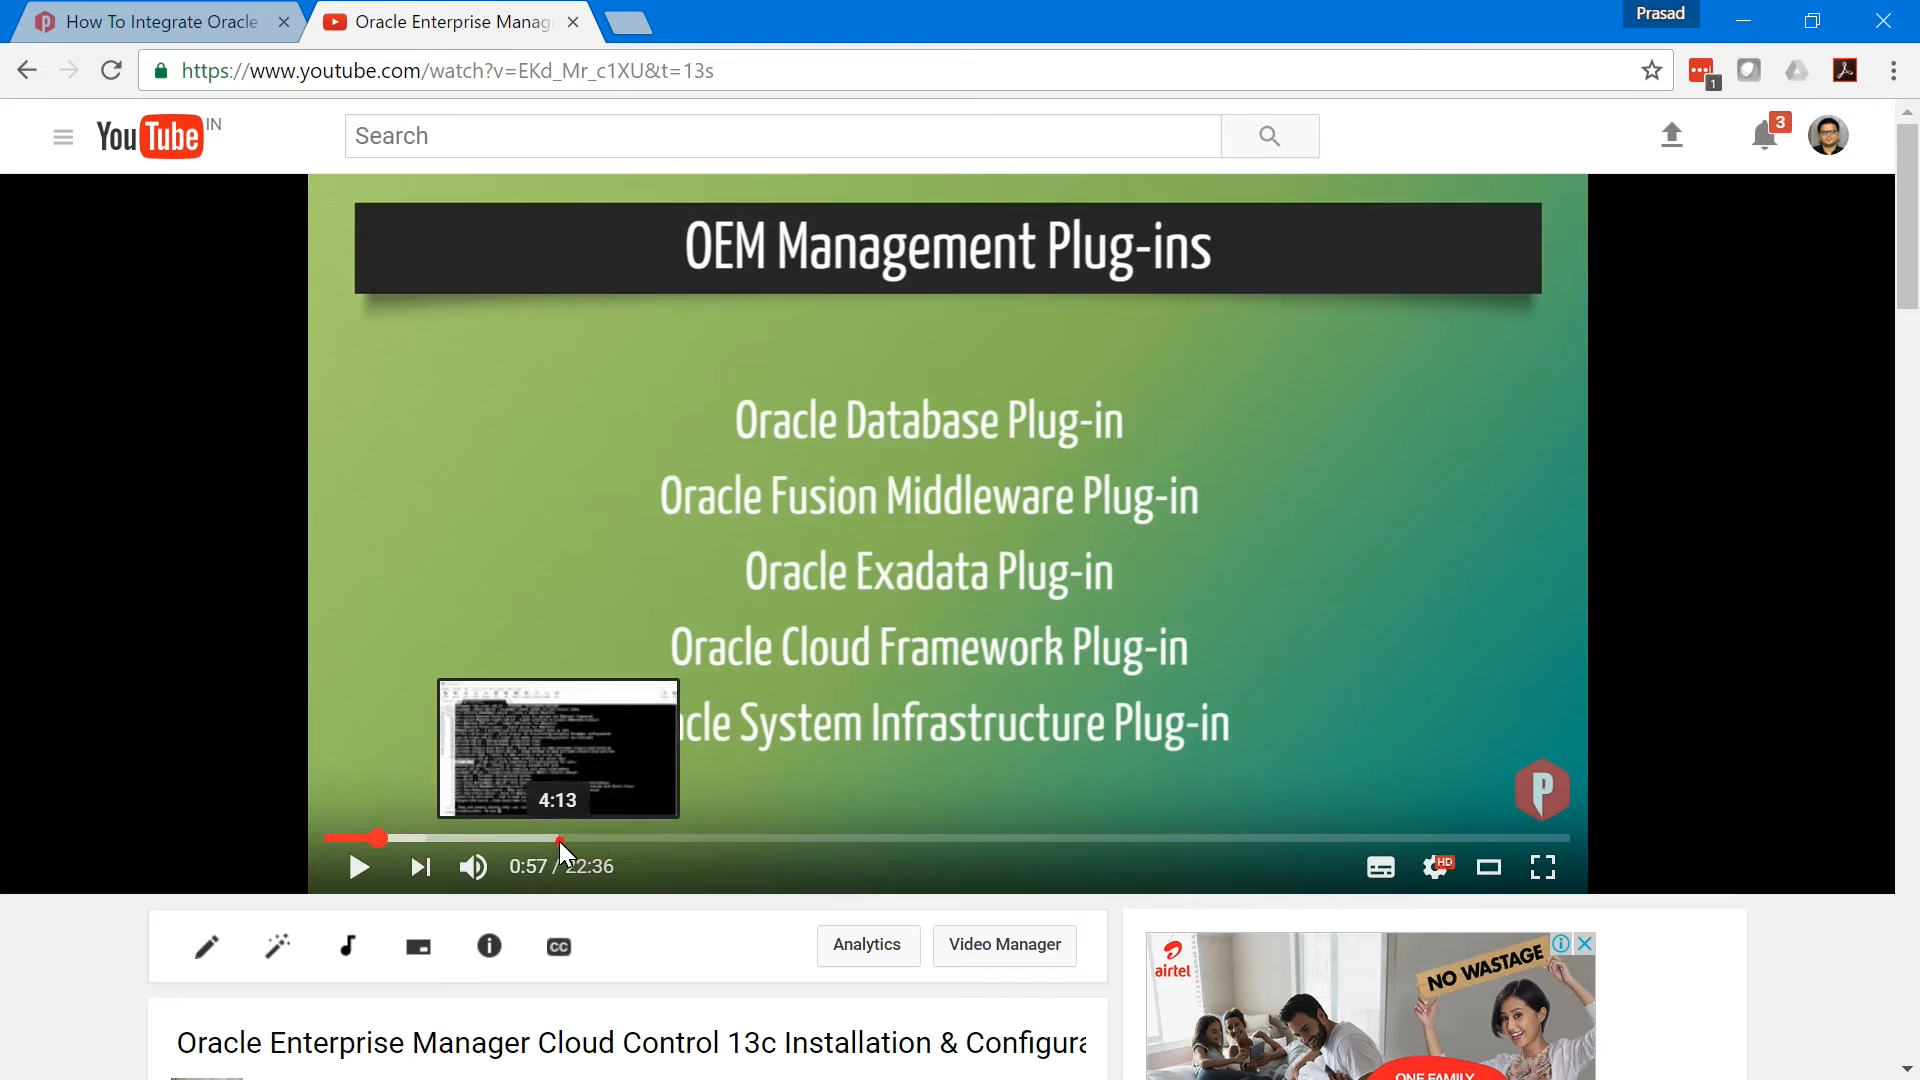 How To Integrate Oracle
Oracle Enterprise Manag
Prasad
https://www.youtube.com/watch?v=EKd_Mr_c1XU&t=13s
1
YouTube IN
Search
3
OEM Management Plug-ins
Oracle Database Plug-in
Oracle Fusion Middleware Plug-in
Oracle Exadata Plug-in
Oracle Cloud Framework Plug-in
cle System Infrastructure Plug-in
4:13
P
0:57 / 22:36
HD
CC
Analytics
Video Manager
airtel
NO WASTAGE
Oracle Enterprise Manager Cloud Control 13c Installation & Configura
ONE FAMILY